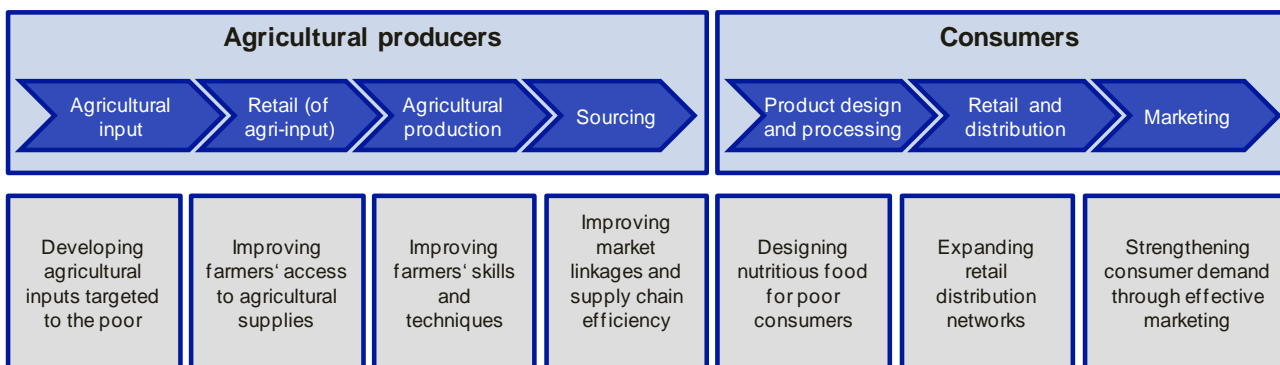 Agricultural producers
Consumers
Agricultural
input
Retail (of
agri-input)
Agricultural
production
Sourcing
Product design
and processing
Retail and
distribution
Marketing
Developing
agricultural
inputs targeted
to the poor
Improving
farmers‘ access
to agricultural
supplies
Improving
farmers‘ skills
and
techniques
Improving
market
linkages and
supply chain
efficiency
Designing
nutritious food
for poor
consumers
Expanding
retail
distribution
networks
Strengthening
consumer demand
through effective
marketing